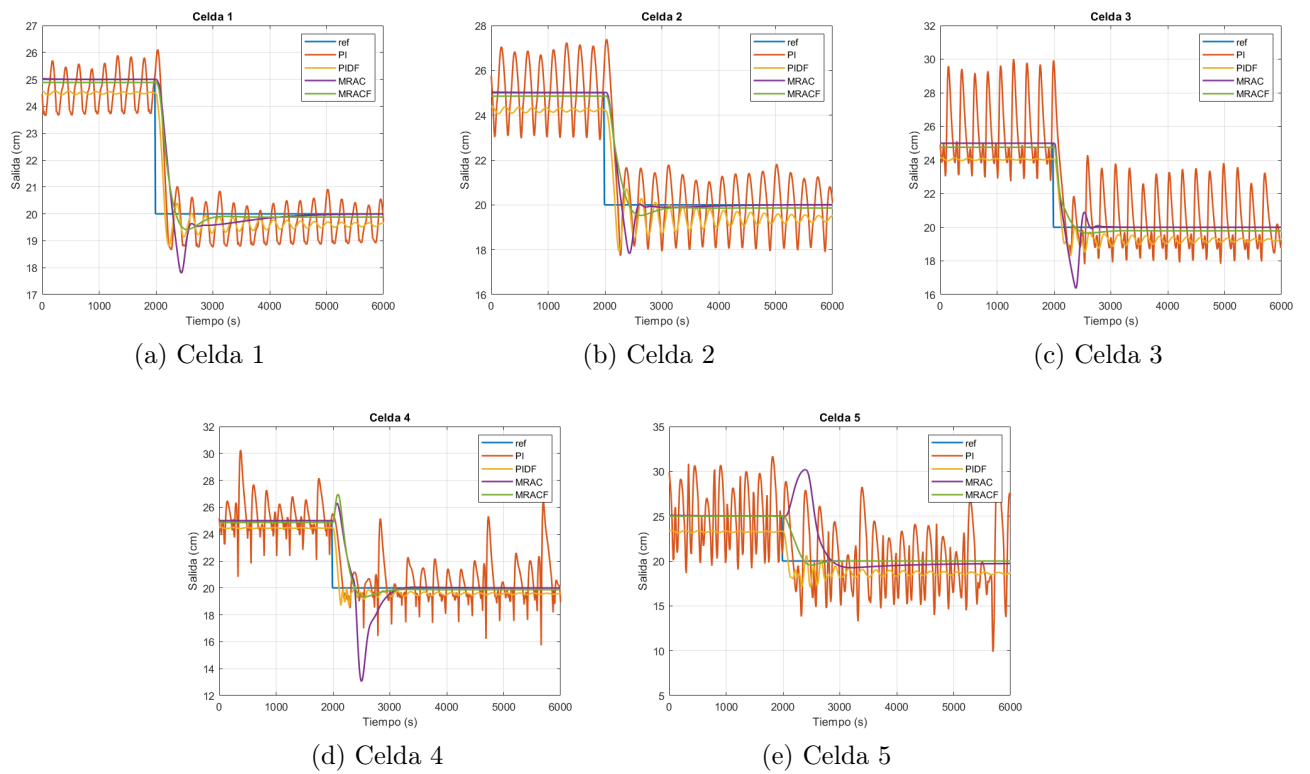 Celda 1
27
26
25
24
23
22
21
20
19
18
17
0 1000 2000 3000 4000 5000 6000
Salida (cm)
Tiempo (s)
ref
PI
PIDF
MRAC
MRACF
(a) Celda 1
Celda 2
28
26
24
22
20
18
16
0 1000 2000 3000 4000 5000 6000
Salida (cm)
Tiempo (s)
ref
PI
PIDF
MRAC
MRACF
(b) Celda 2
Celda 3
32
30
28
26
24
22
20
18
16
0 1000 2000 3000 4000 5000 6000
Salida (cm)
Tiempo (s)
ref
PI
PIDF
MRAC
MRACF
(c) Celda 3
Celda 4
32
30
28
26
24
22
20
18
16
14
12
0 1000 2000 3000 4000 5000 6000
Salida (cm)
Tiempo (s)
ref
PI
PIDF
MRAC
MRACF
(d) Celda 4
Celda 5
35
30
25
20
15
10
5
0 1000 2000 3000 4000 5000 6000
Salida (cm)
Tiempo (s)
ref
PI
PIDF
MRAC
MRACF
(e) Celda 5